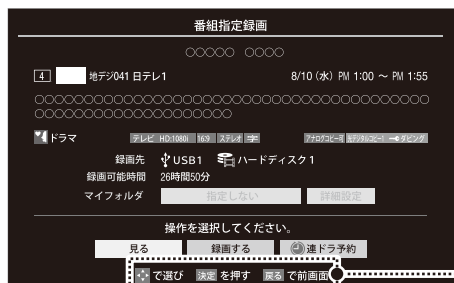 番組指定録画
○○○○○ ○○○○
4 地デジ041 日テレ1 8/10 (水) PM 1:00 ～ PM 1:55
○○○○○○○○○○○○○○○○○○○○○○○○○○○○○○○○○○○○○○
○○○○○○○○○○○○○○○○○○○
ドラマ テレビ HD:1080i 16:9 ステレオ 字 アナログコピー可 光デジタルコピー1 ダビング
録画先 USB1 ハードディスク1
録画可能時間 26時間50分
マイフォルダ 指定しない 詳細設定
操作を選択してください。
見る 録画する 連ドラ予約
で選び 決定 を押す 戻る で前画面